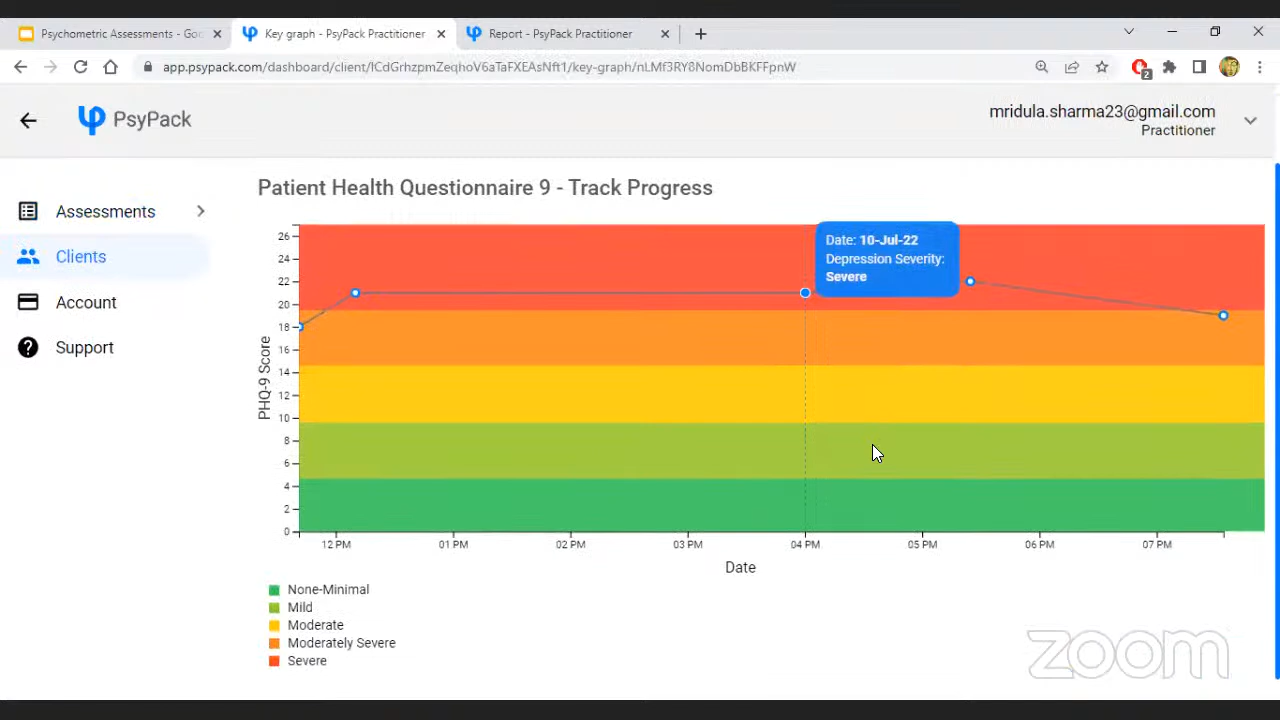 Psychometric Assessments - Goo
Key graph - PsyPack Practitioner
Report - PsyPack Practitioner
app.psypack.com/dashboard/client/lCdGrhzpmZeqhoV6aTaFXEAsNft1/key-graph/nLMf3RY8NomDbBKFFpnW
2
PsyPack
mridula.sharma23@gmail.com
Practitioner
Assessments
Clients
Account
Support
Patient Health Questionnaire 9 - Track Progress
Date: 10-Jul-22
Depression Severity:
Severe
PHQ-9 Score
26
24
22
20
18
16
14
12
10
8
6
4
2
0
12 PM 01 PM 02 PM 03 PM 04 PM 05 PM 06 PM 07 PM
Date
None-Minimal
Mild
Moderate
Moderately Severe
Severe
zoom